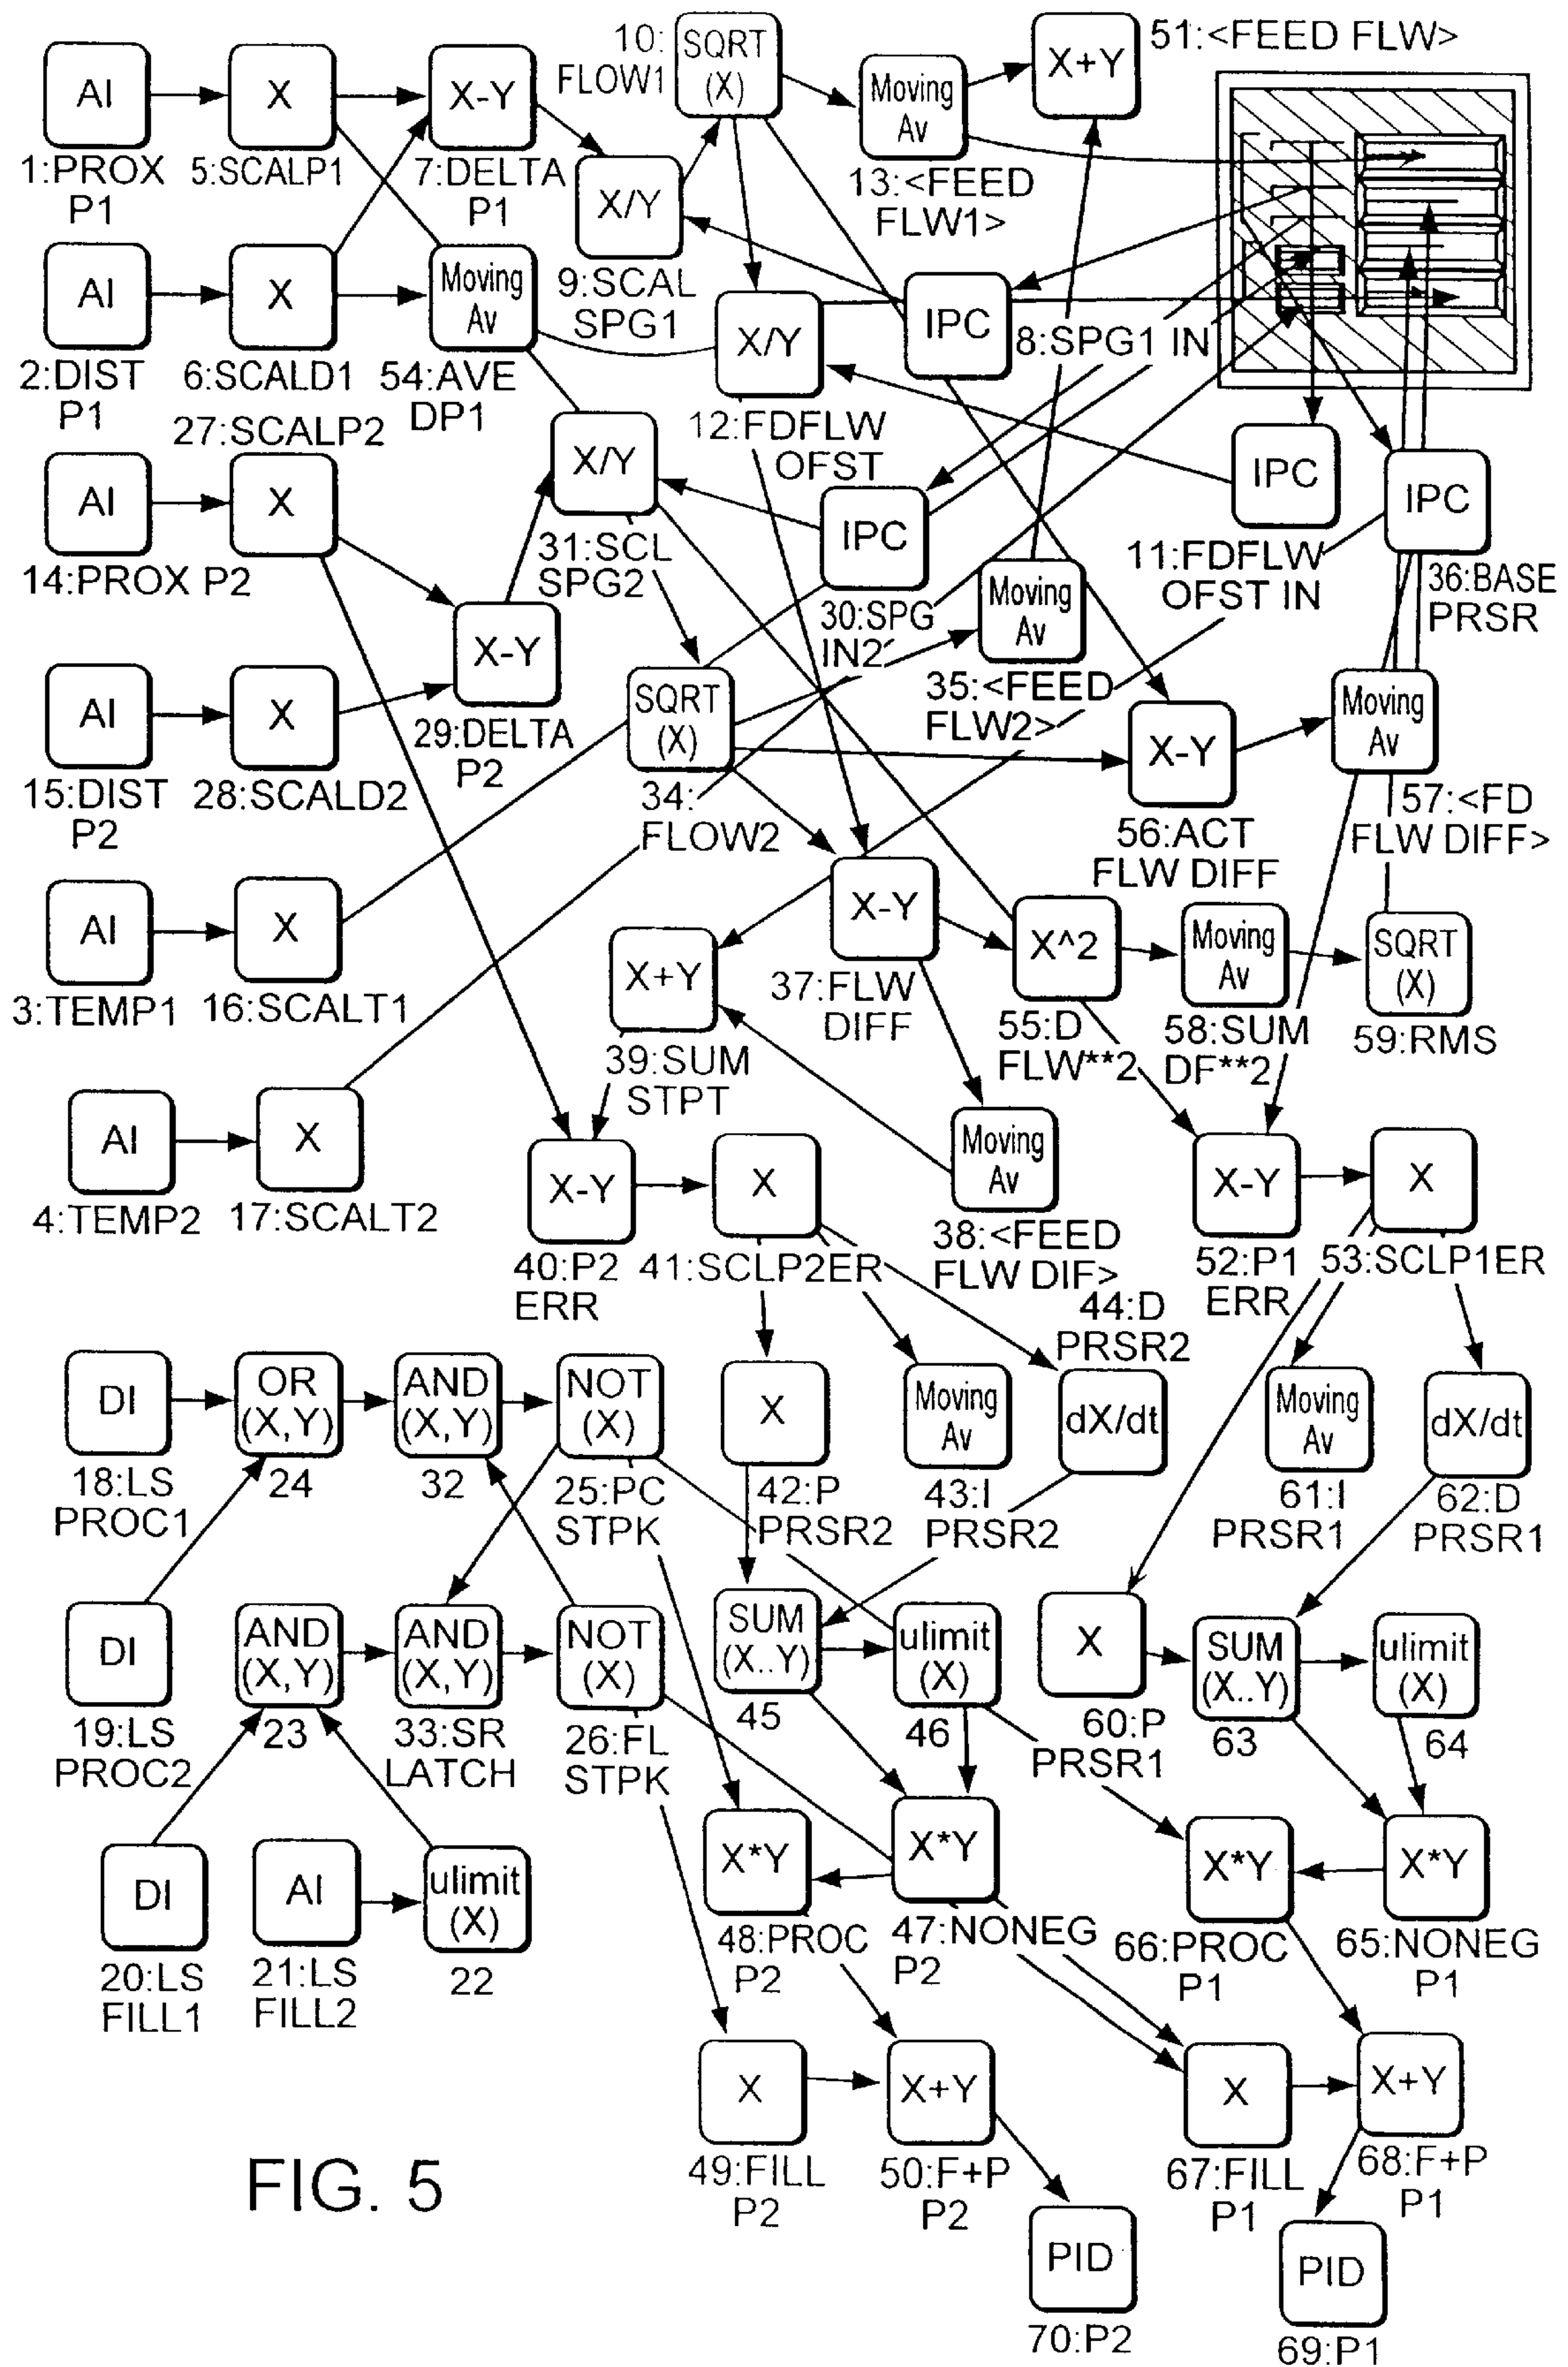 AI
1:PROX
P1
X
5:SCALP1
X-Y
7:DELTA
P1
10:
FLOW1
SQRT
(X)
Moving
Av
13:<FEED
FLW1>
X+Y
51:<FEED FLW>
X/Y
9:SCAL
SPG1
AI
2:DIST
P1
X
6:SCALD1
Moving
Av
54:AVE
DP1
X/Y
12:FDFLW
OFST
IPC
8:SPG1 IN
AI
14:PROX P2
27:SCALP2
X
X/Y
31:SCL
SPG2
IPC
30:SPG
IN2
IPC
11:FDFLW
OFST IN
IPC
36:BASE
PRSR
X-Y
29:DELTA
P2
Moving
Av
35:<FEED
FLW2>
AI
15:DIST
P2
X
28:SCALD2
SQRT
(X)
34:
FLOW2
X-Y
56:ACT
FLW DIFF
Moving
Av
57:<FD
FLW DIFF>
AI
3:TEMP1
X
16:SCALT1
X+Y
39:SUM
STPT
X-Y
37:FLW
DIFF
X^2
55:D
FLW**2
Moving
Av
58:SUM
DF**2
SQRT
(X)
59:RMS
AI
4:TEMP2
X
17:SCALT2
X-Y
40:P2
ERR
X
41:SCLP2ER
Moving
Av
38:<FEED
FLW DIF>
X-Y
52:P1
ERR
X
53:SCLP1ER
DI
18:LS
PROC1
OR
(X,Y)
24
AND
(X,Y)
32
NOT
(X)
25:PC
STPK
X
42:P
PRSR2
Moving
Av
43:I
PRSR2
44:D
PRSR2
dX/dt
Moving
Av
61:I
PRSR1
dX/dt
62:D
PRSR1
DI
19:LS
PROC2
AND
(X,Y)
23
AND
(X,Y)
33:SR
LATCH
NOT
(X)
26:FL
STPK
SUM
(X..Y)
45
ulimit
(X)
46
X
60:P
PRSR1
SUM
(X..Y)
63
ulimit
(X)
64
DI
20:LS
FILL1
AI
21:LS
FILL2
ulimit
(X)
22
X*Y
48:PROC
P2
X*Y
47:NONEG
P2
X*Y
66:PROC
P1
X*Y
65:NONEG
P1
X
49:FILL
P2
X+Y
50:F+P
P2
X
67:FILL
P1
X+Y
68:F+P
P1
FIG. 5
PID
70:P2
PID
69:P1